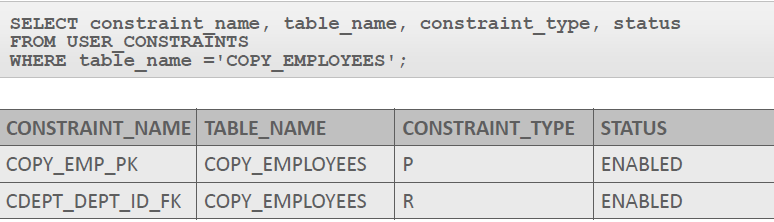 SELECT constraint_name, table_name, constraint_type, status
FROM USER_CONSTRAINTS
WHERE table_name ='COPY_EMPLOYEES';
CONSTRAINT_NAME TABLE_NAME CONSTRAINT_TYPE STATUS
COPY_EMP_PK COPY_EMPLOYEES P ENABLED
CDEPT_DEPT_ID_FK COPY_EMPLOYEES R ENABLED